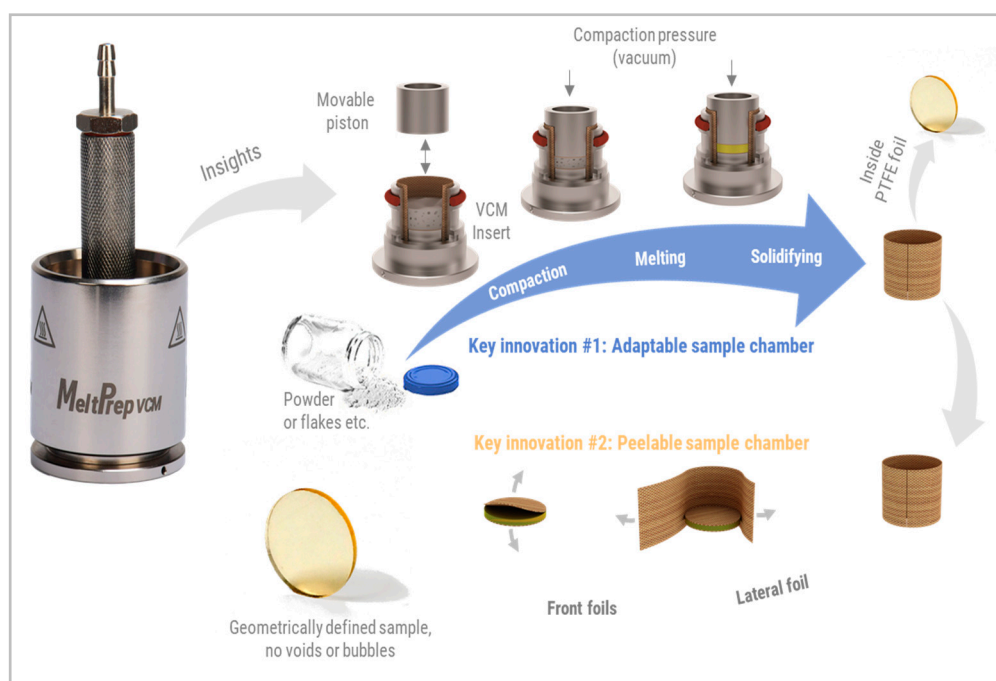 Compaction pressure
(vacuum)
Movable
piston
Insights
Inside
PTFE foil
VCM
Insert
Compaction
Melting
Solidifying
Key innovation #1: Adaptable sample chamber
MeltPrep VCM
Powder
or flakes etc.
Key innovation #2: Peelable sample chamber
Front foils
Lateral foil
Geometrically defined sample,
no voids or bubbles